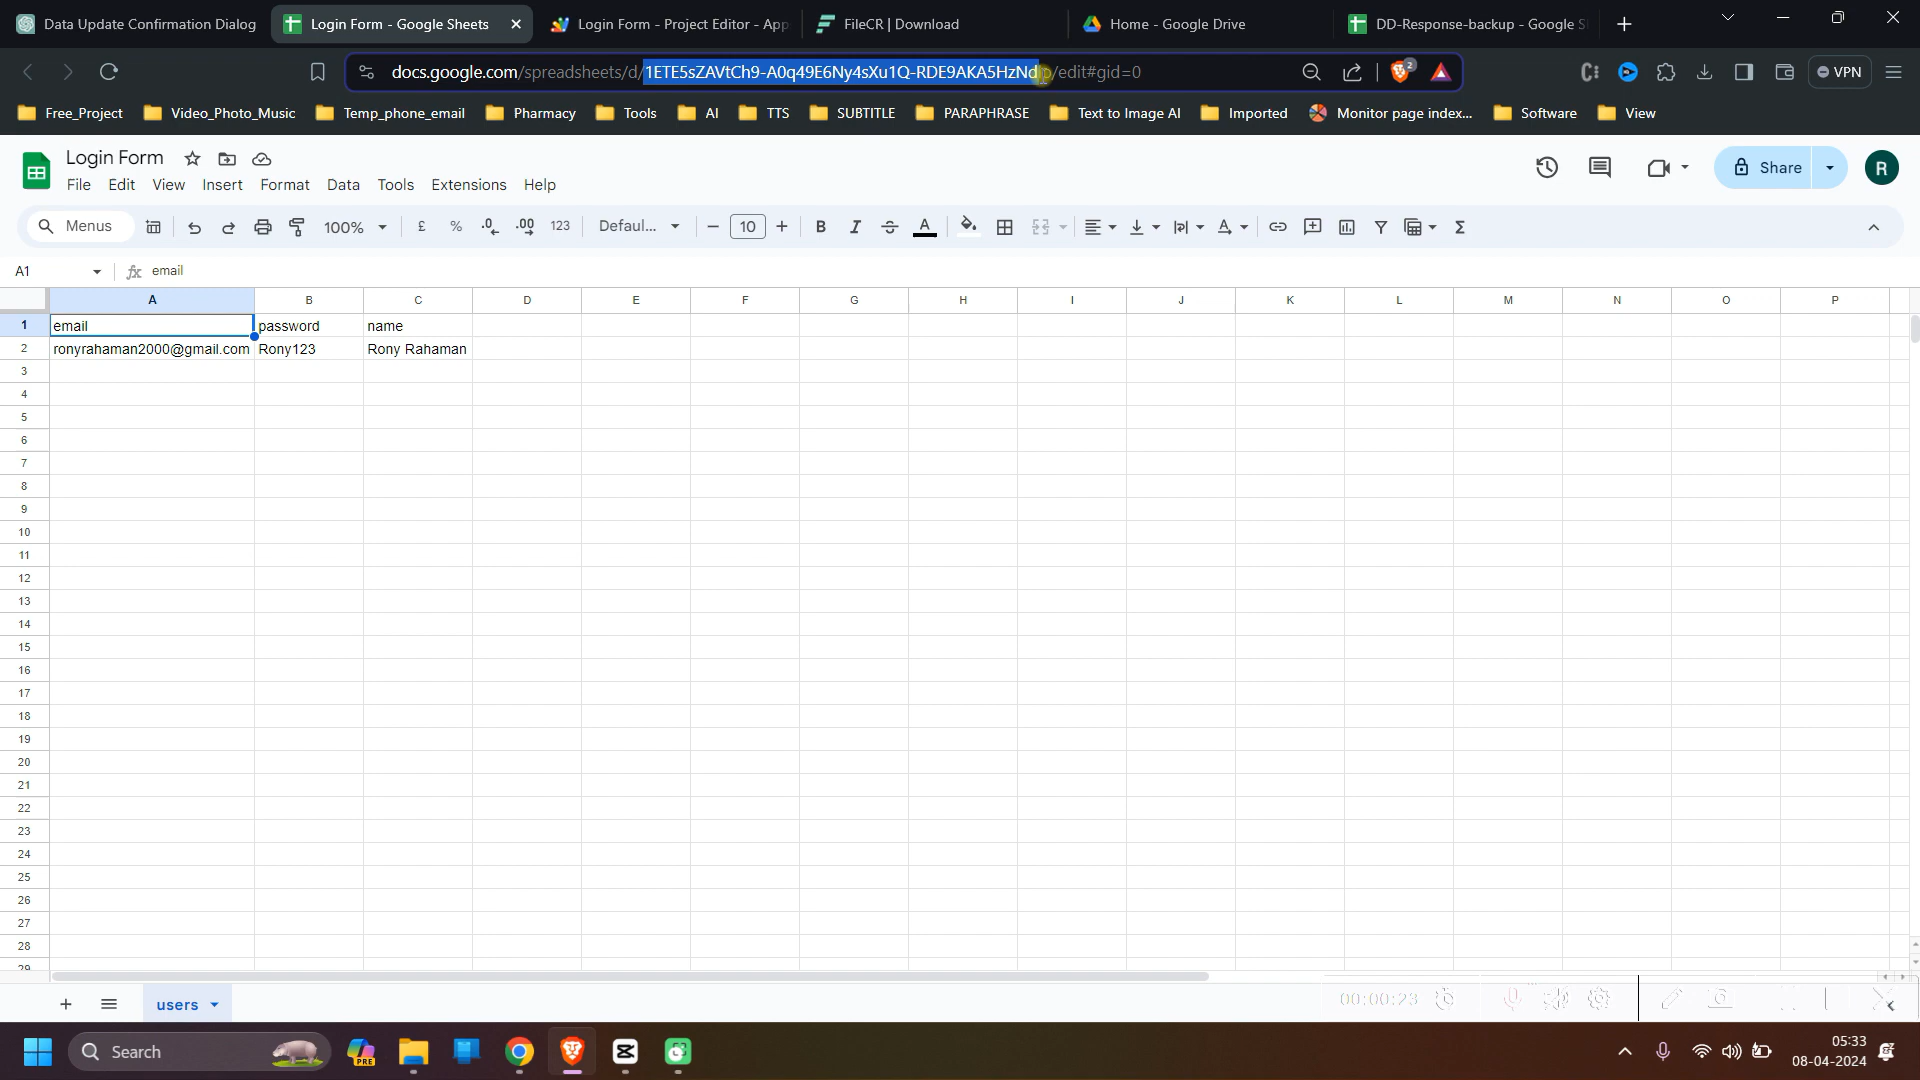 Data Update Confirmation Dialog
Login Form - Google Sheets
Login Form - Project Editor - App
FileCR | Download
Home - Google Drive
DD-Response-backup - Google S
docs.google.com/spreadsheets/d/1ETE5sZAVtCh9-A0q49E6Ny4sXu1Q-RDE9AKA5HzNd /edit#gid=0
2
VPN
Free_Project
Video_Photo_Music
Temp_phone_email
Pharmacy
Tools
AI
TTS
SUBTITLE
PARAPHRASE
Text to Image AI
Imported
Monitor page index...
Software
View
Login Form
File Edit View Insert Format Data Tools Extensions Help
Share
R
Menus
100%
£ % .0 .00 123
Defaul...
10
B I S A
A1
fx email
A B C D E F G H I J K L M N O P
1 email password name
2 ronyrahaman2000@gmail.com Rony123 Rony Rahaman
3
4
5
6
7
8
9
10
11
12
13
14
15
16
17
18
19
20
21
22
23
24
25
26
27
28
29
users
00:00:23
Search
PRE
05:33
08-04-2024